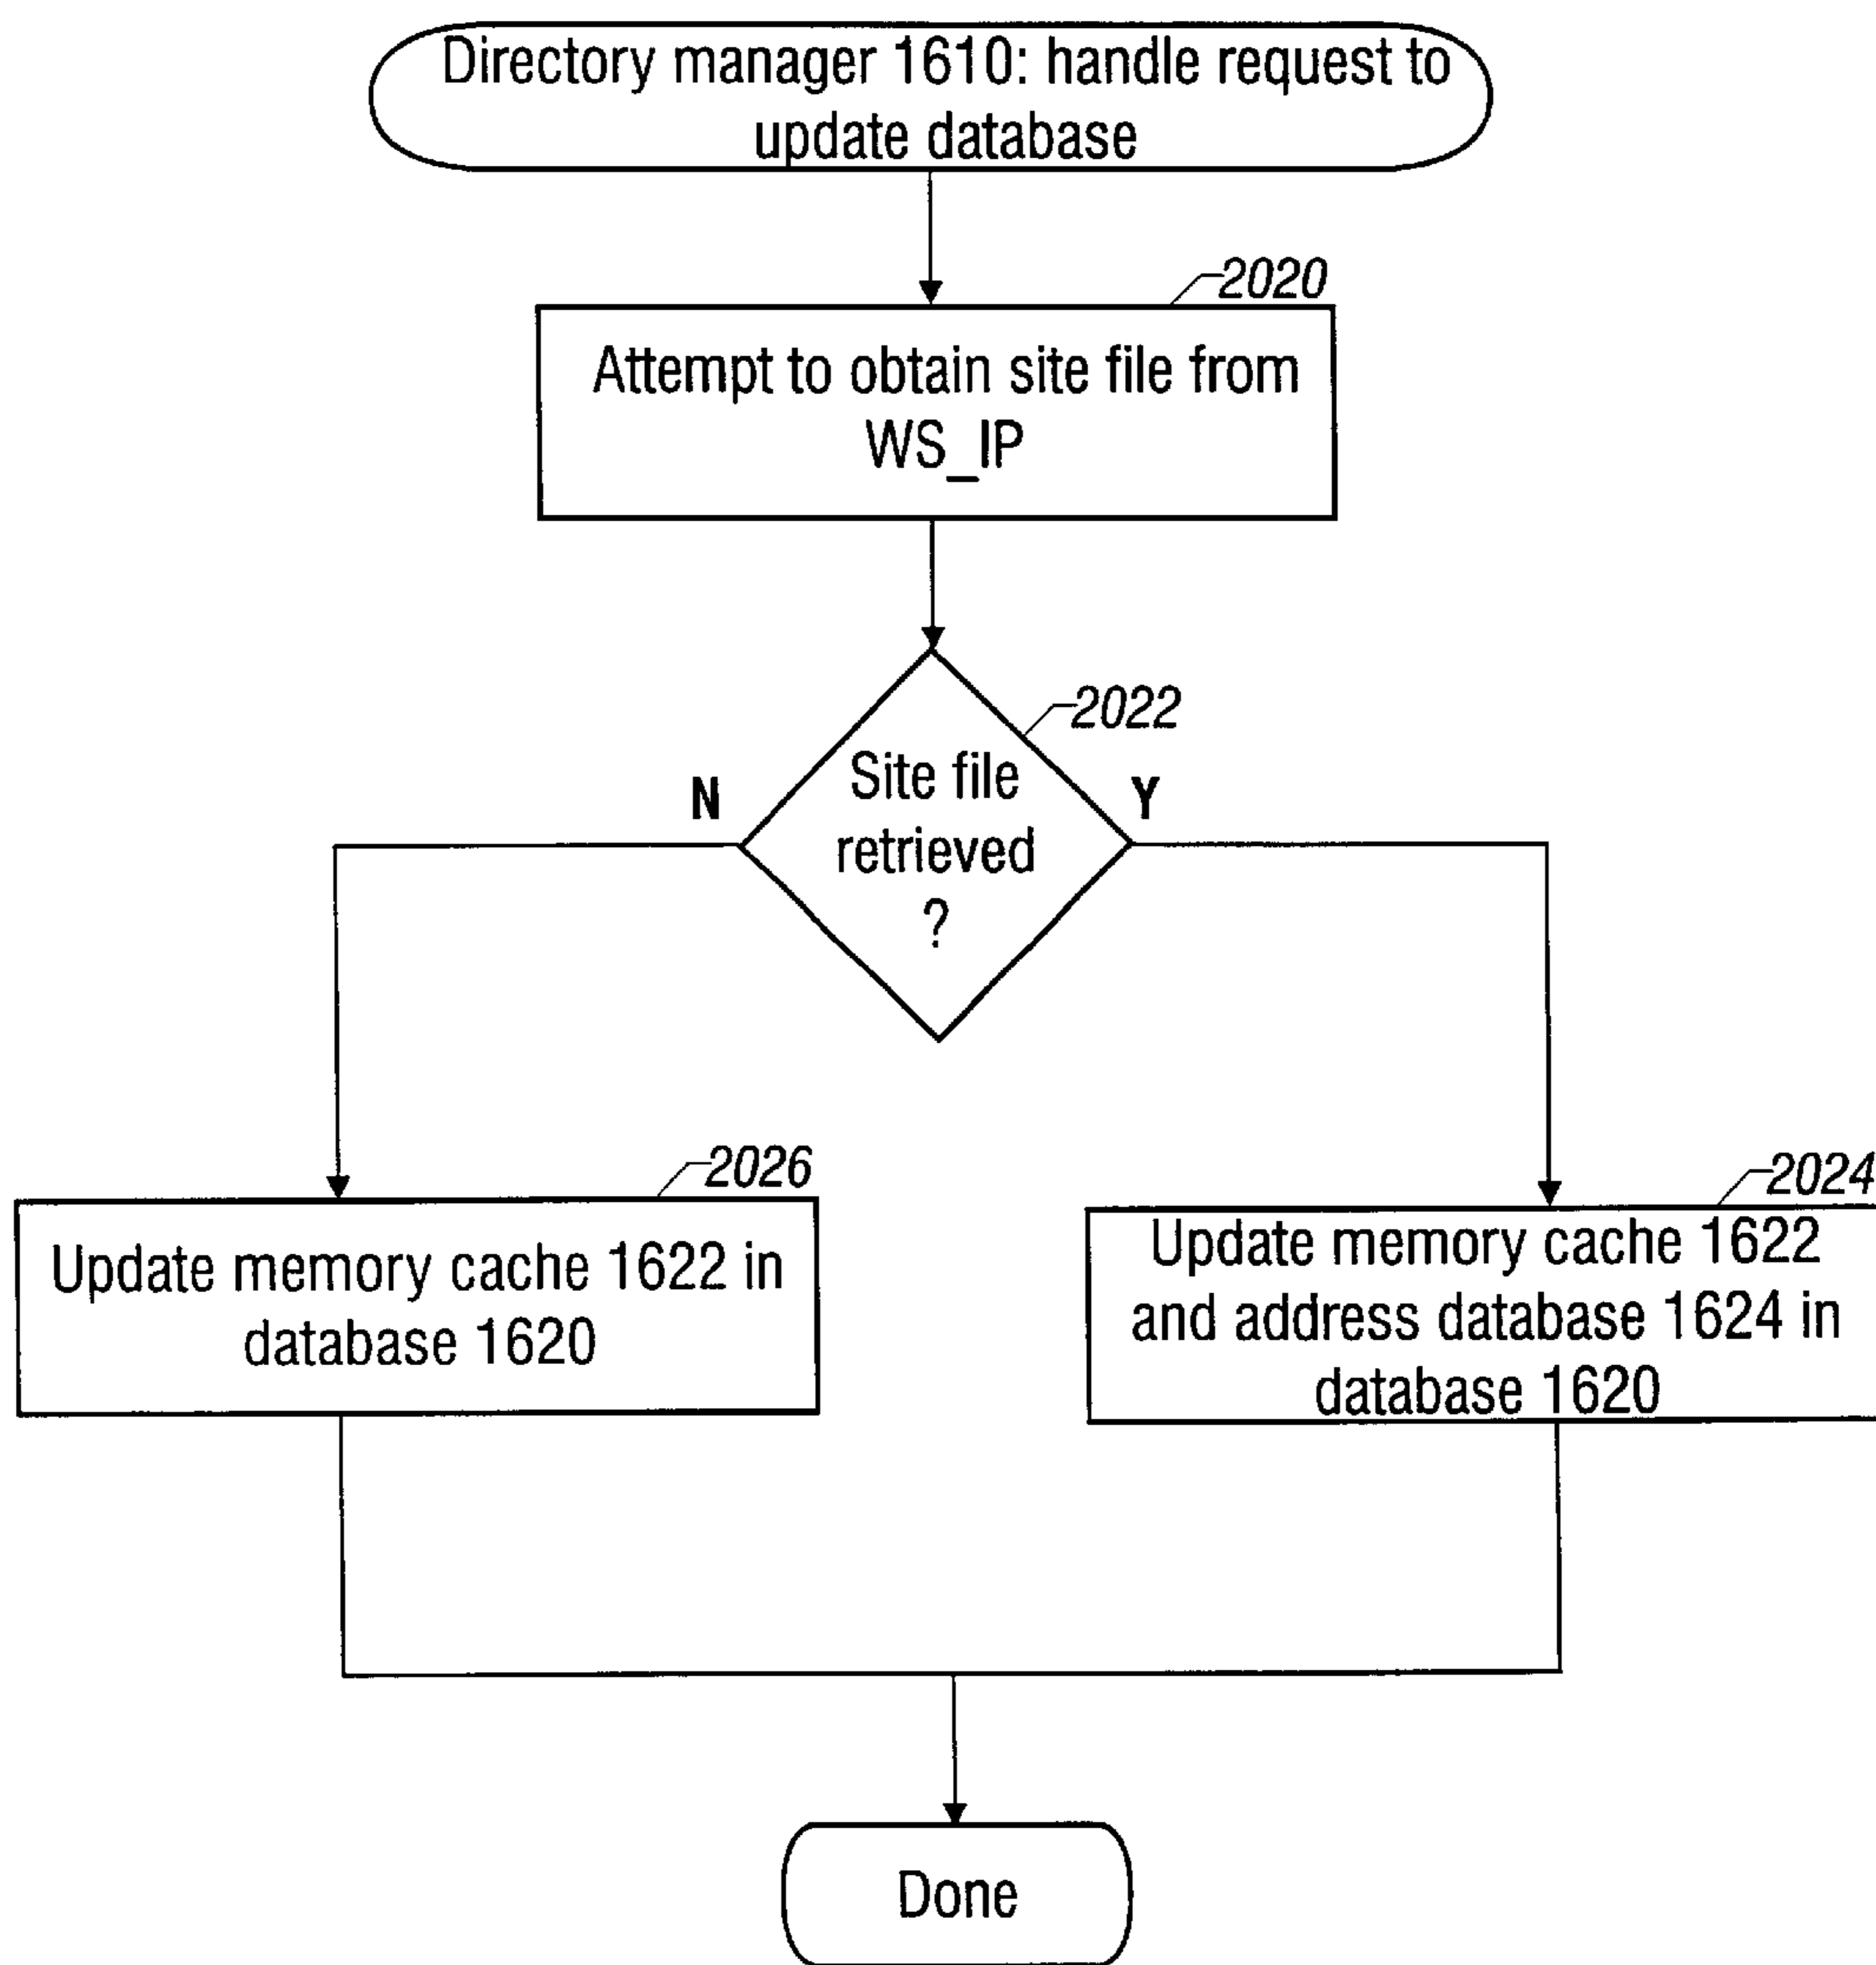 Directory manager 1610: handle request to
update database
2020
Attempt to obtain site file from
WS_IP
2022
Site file
retrieved
?
N
Y
2026
Update memory cache 1622 in
database 1620
2024
Update memory cache 1622
and address database 1624 in
database 1620
Done